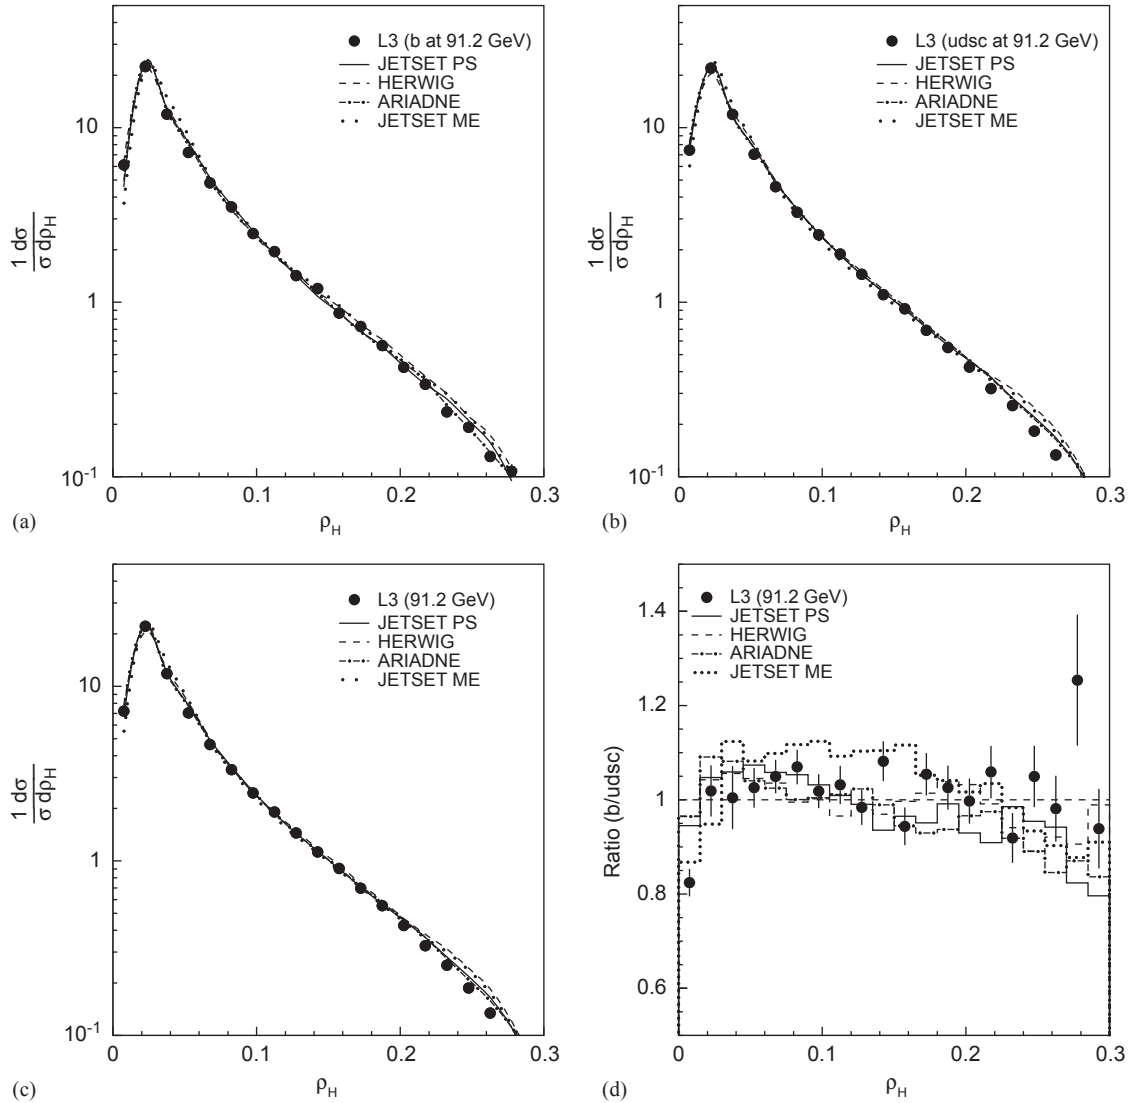 L3 (b at 91.2 GeV)
JETSET PS
HERWIG
ARIADNE
JETSET ME
10
1
10-1
1 dσ
σ dρH
0
0.1
0.2
0.3
ρH
(a)
L3 (udsc at 91.2 GeV)
JETSET PS
HERWIG
ARIADNE
JETSET ME
10
1
10-1
1 dσ
σ dρH
0
0.1
0.2
0.3
ρH
(b)
L3 (91.2 GeV)
JETSET PS
HERWIG
ARIADNE
JETSET ME
10
1
10-1
1 dσ
σ dρH
0
0.1
0.2
0.3
ρH
(c)
L3 (91.2 GeV)
JETSET PS
HERWIG
ARIADNE
JETSET ME
1.4
1.2
1
0.8
0.6
Ratio (b/udsc)
0
0.1
0.2
0.3
ρH
(d)